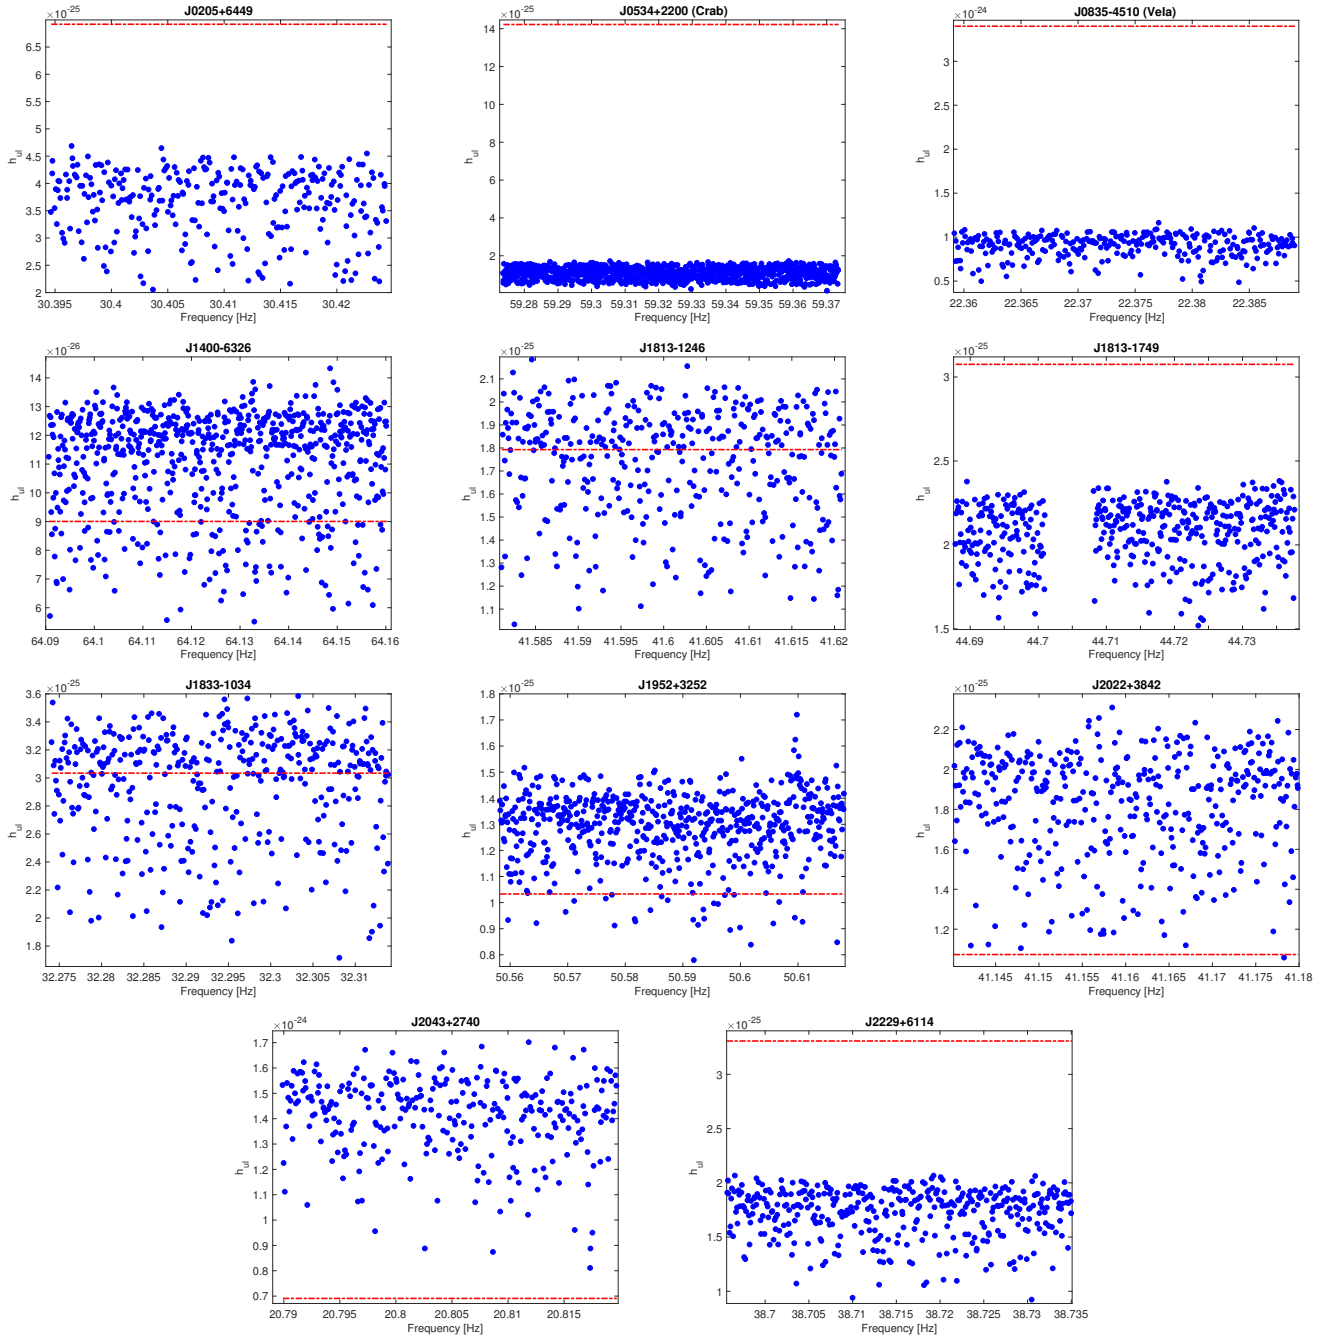 J0205+6449
×10⁻²⁵
6.5
6
5.5
5
4.5
4
3.5
3
2.5
2
h_ul
30.395 30.4 30.405 30.41 30.415 30.42
Frequency [Hz]
J0534+2200 (Crab)
×10⁻²⁵
14
12
10
8
6
4
2
h_ul
59.28 59.29 59.3 59.31 59.32 59.33 59.34 59.35 59.36 59.37
Frequency [Hz]
J0835-4510 (Vela)
×10⁻²⁴
3
2.5
2
1.5
1
0.5
h_ul
22.36 22.365 22.37 22.375 22.38 22.385
Frequency [Hz]
J1400-6326
×10⁻²⁶
14
13
12
11
10
9
8
7
6
h_ul
64.09 64.1 64.11 64.12 64.13 64.14 64.15 64.16
Frequency [Hz]
J1813-1246
×10⁻²⁵
2.1
2
1.9
1.8
1.7
1.6
1.5
1.4
1.3
1.2
1.1
h_ul
41.585 41.59 41.595 41.6 41.605 41.61 41.615 41.62
Frequency [Hz]
J1813-1749
×10⁻²⁵
3
2.5
2
1.5
h_ul
44.69 44.7 44.71 44.72 44.73
Frequency [Hz]
J1833-1034
×10⁻²⁵
3.6
3.4
3.2
3
2.8
2.6
2.4
2.2
2
1.8
h_ul
32.275 32.28 32.285 32.29 32.295 32.3 32.305 32.31
Frequency [Hz]
J1952+3252
×10⁻²⁵
1.8
1.7
1.6
1.5
1.4
1.3
1.2
1.1
1
0.9
0.8
h_ul
50.56 50.57 50.58 50.59 50.6 50.61
Frequency [Hz]
J2022+3842
×10⁻²⁵
2.2
2
1.8
1.6
1.4
1.2
h_ul
41.145 41.15 41.155 41.16 41.165 41.17 41.175 41.18
Frequency [Hz]
J2043+2740
×10⁻²⁴
1.7
1.6
1.5
1.4
1.3
1.2
1.1
1
0.9
0.8
0.7
h_ul
20.79 20.795 20.8 20.805 20.81 20.815
Frequency [Hz]
J2229+6114
×10⁻²⁵
3
2.5
2
1.5
1
h_ul
38.7 38.705 38.71 38.715 38.72 38.725 38.73 38.735
Frequency [Hz]